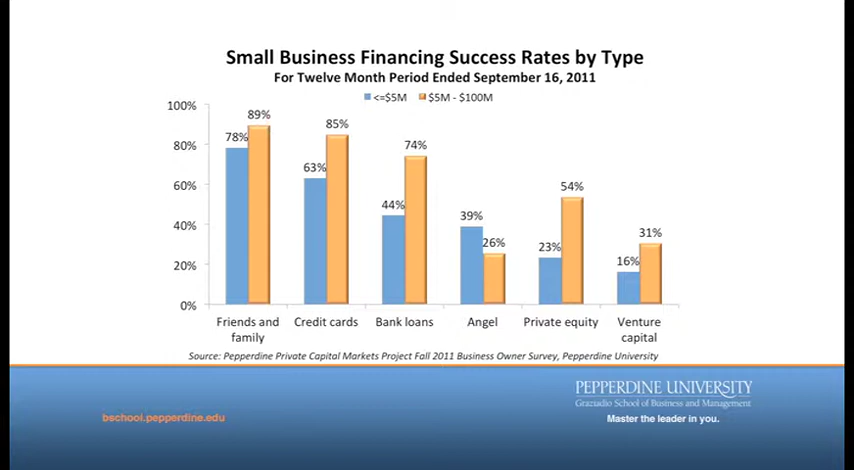 Small Business Financing Success Rates by Type
For Twelve Month Period Ended September 16, 2011
<=$5M $5M - $100M
100%
80%
60%
40%
20%
0%
78% 89%
63% 85%
44% 74%
39% 26%
23% 54%
16% 31%
Friends and family
Credit cards
Bank loans
Angel
Private equity
Venture capital
Source: Pepperdine Private Capital Markets Project Fall 2011 Business Owner Survey, Pepperdine University
PEPPERDINE UNIVERSITY
Graziadio School of Business and Management
bschool.pepperdine.edu
Master the leader in you.